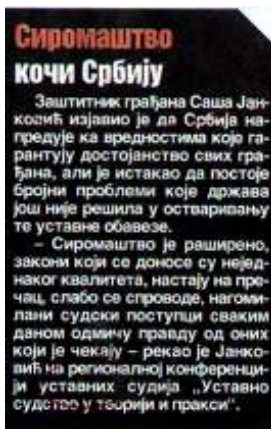 Сиромаштво
кочи Србију
Заштитник грађана Саша Јан-
ковић изјавио је да Србија на-
предује ка вредностима које га-
рантују достојанство свих гра-
ђана, али је истакао да постоје
бројни проблеми које држава
још није решила у остваривању
те уставне обавезе.
– Сиромаштво је раширено,
закони који се доносе су неjед-
наког квалитета, настају на пре-
чац, слабо се спроводе, нагоми-
лани судски поступци сваким
даном одмичу правду од оних
који је чекају – рекао је Јанко-
вић на регионалној конференци-
ји уставних судија „Уставно
судство у теорији и пракси“.